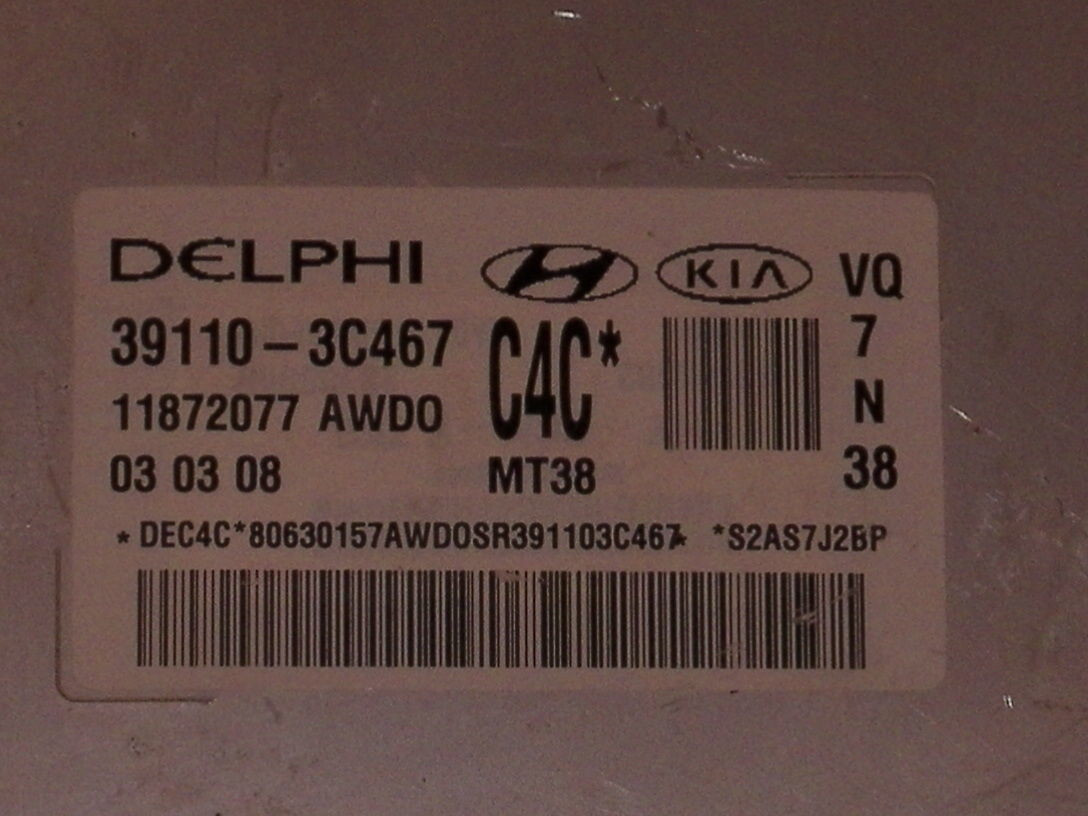 DELPHI KIA VQ
39110-3C467 C4C* 7
11872077 AWDO N
03 03 08 MT38 38
*DEC4C*80630157AWDOSR391103C467* *S2AS7J2BP